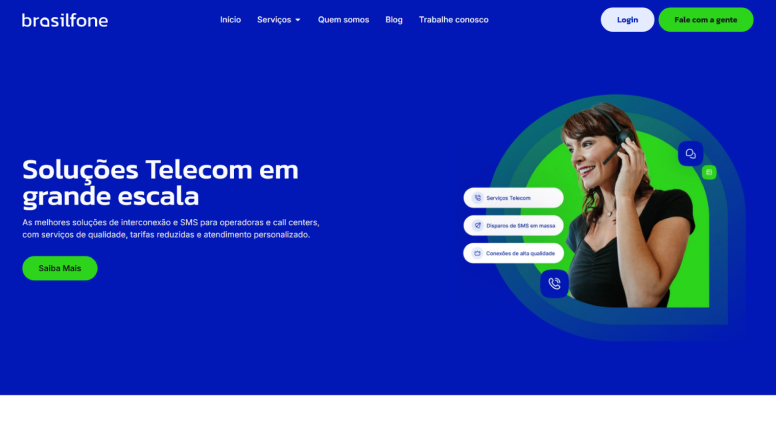 brasilfone
Início
Serviços
Quem somos
Blog
Trabalhe conosco
Login
Fale com a gente
Soluções Telecom em
grande escala
As melhores soluções de interconexão e SMS para operadoras e call centers,
com serviços de qualidade, tarifas reduzidas e atendimento personalizado.
Saiba Mais
Serviços Telecom
Disparos de SMS em massa
Conexões de alta qualidade